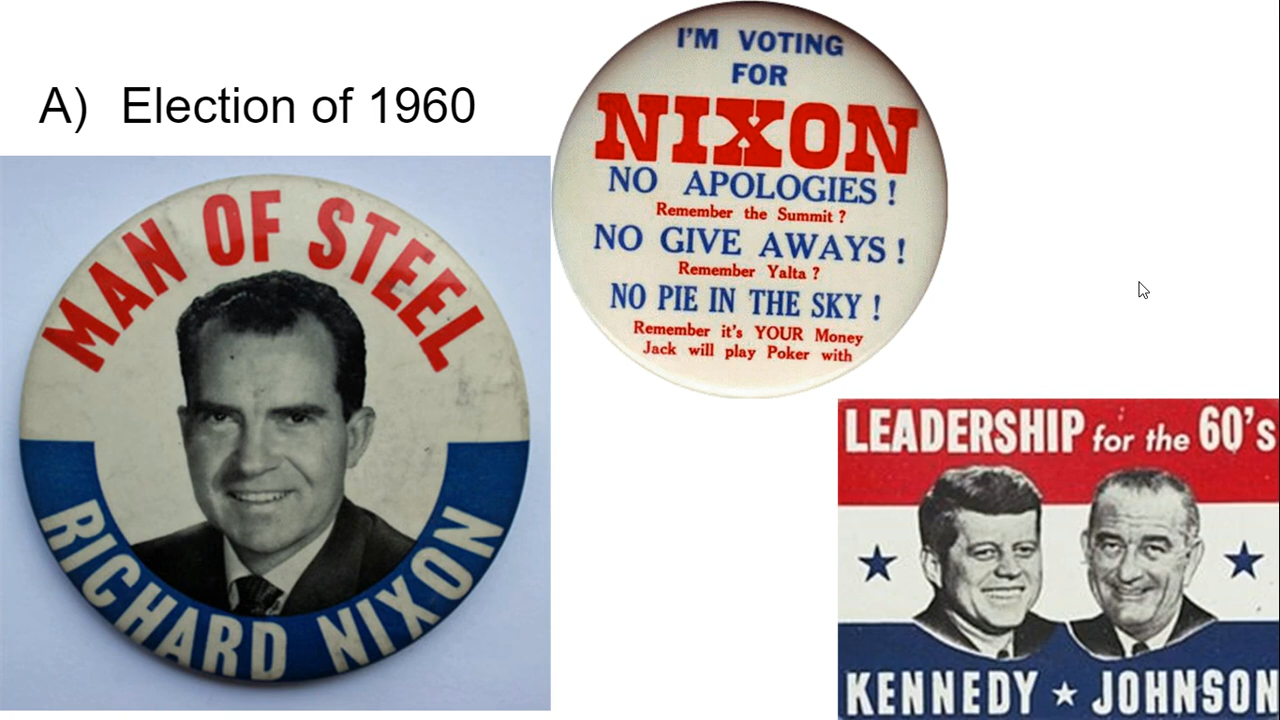 A) Election of 1960
MAN OF STEEL
RICHARD NIXON
I'M VOTING
FOR
NIXON
NO APOLOGIES !
Remember the Summit ?
NO GIVE AWAYS !
Remember Yalta ?
NO PIE IN THE SKY !
Remember it's YOUR Money
Jack will play Poker with
LEADERSHIP for the 60's
KENNEDY ★ JOHNSON